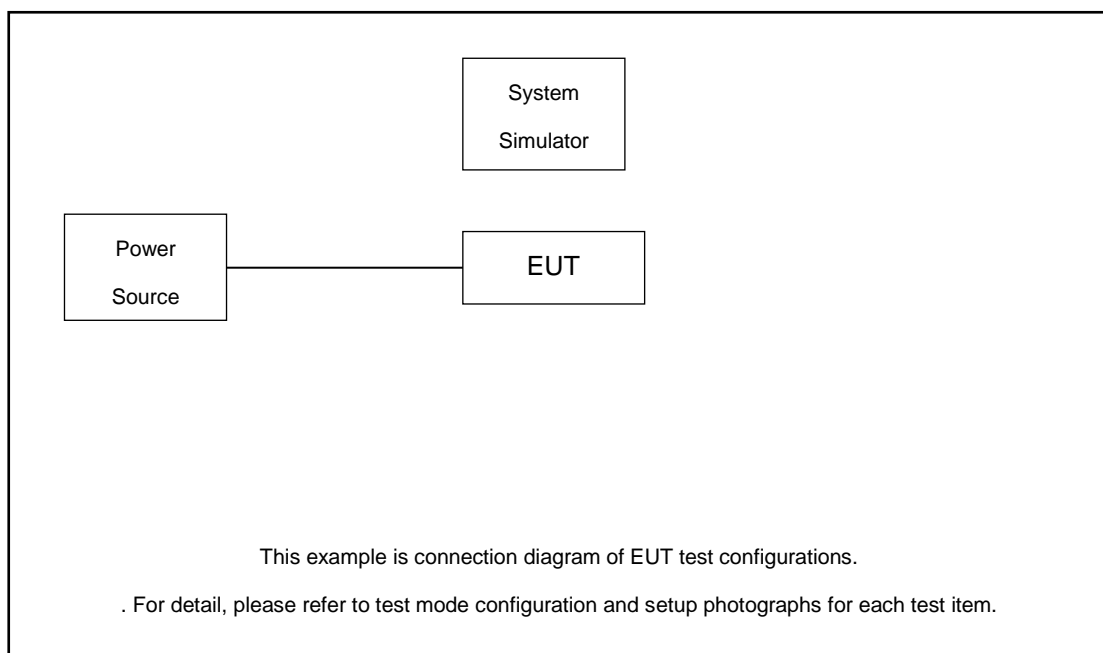 System
Simulator
Power
Source
EUT
This example is connection diagram of EUT test configurations.
. For detail, please refer to test mode configuration and setup photographs for each test item.